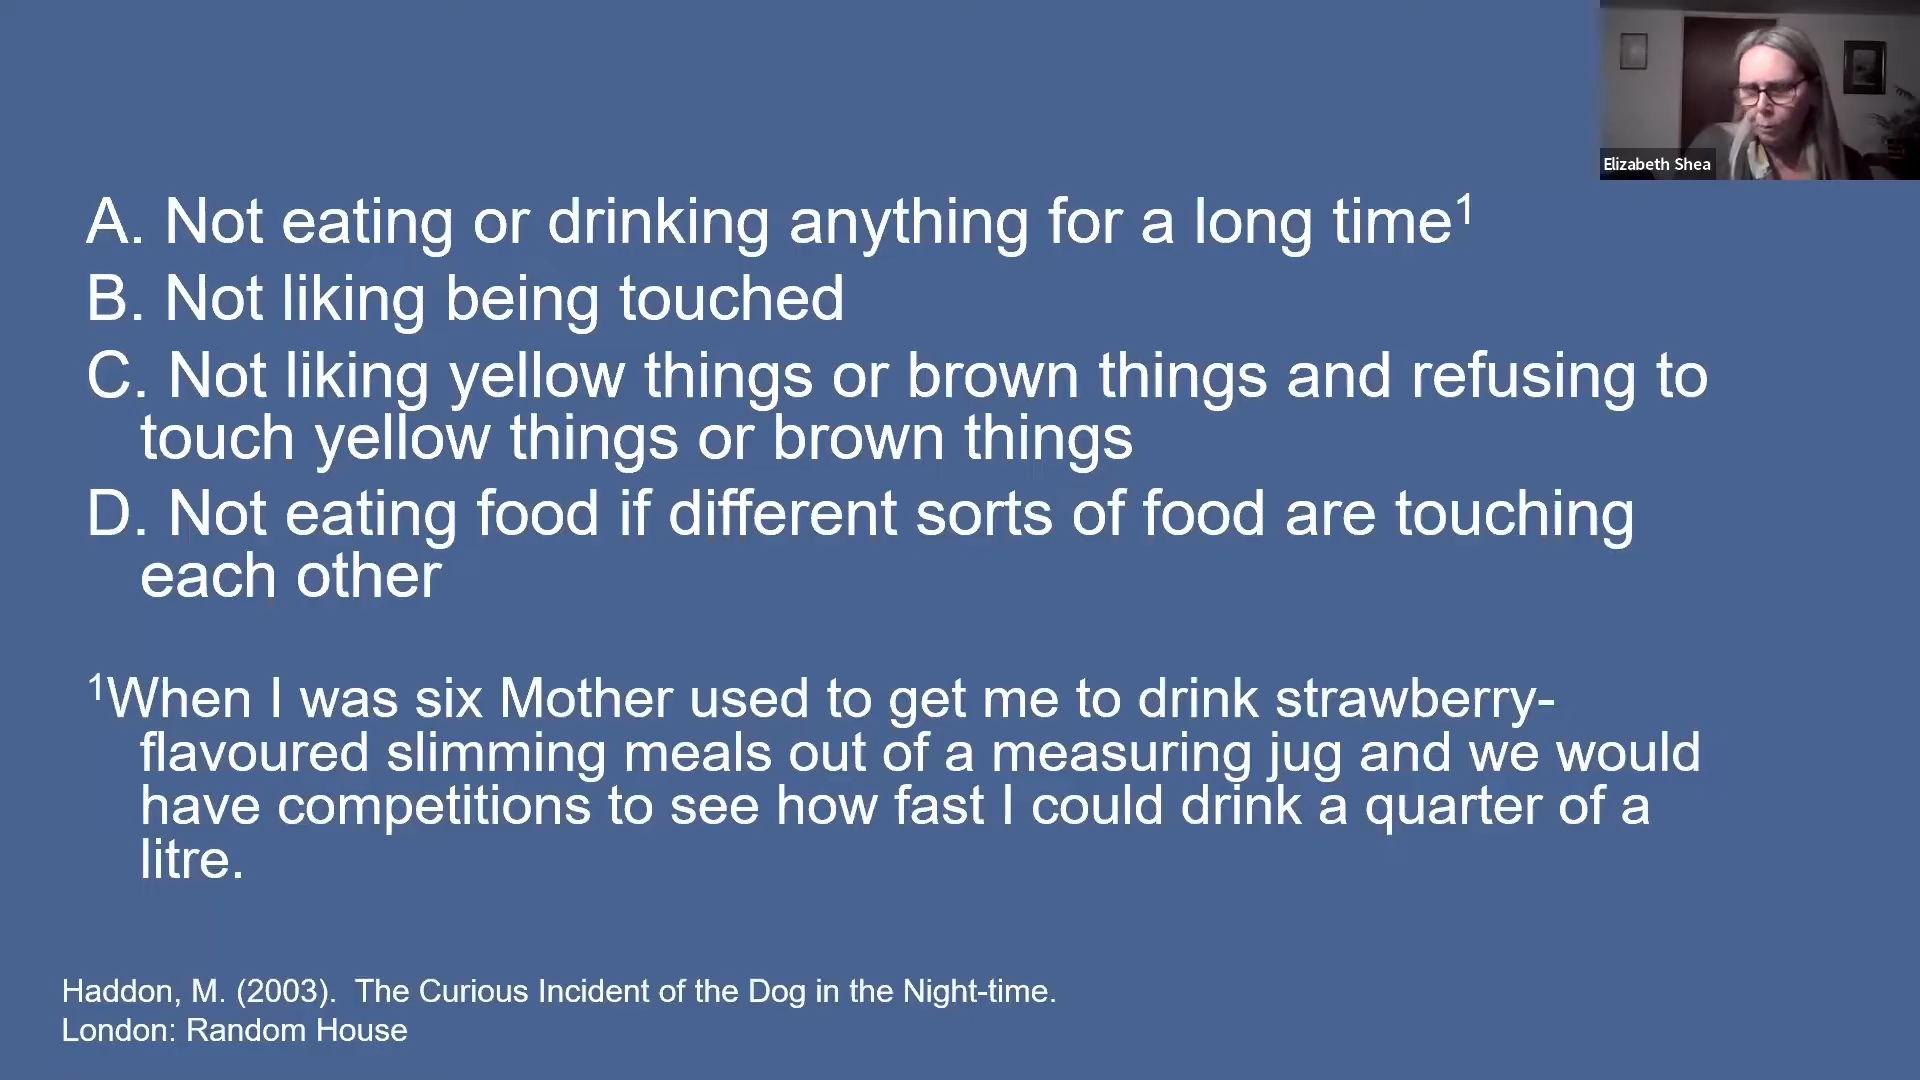 Elizabeth Shea
A. Not eating or drinking anything for a long time¹
B. Not liking being touched
C. Not liking yellow things or brown things and refusing to
touch yellow things or brown things
D. Not eating food if different sorts of food are touching
each other
¹When I was six Mother used to get me to drink strawberry-
flavoured slimming meals out of a measuring jug and we would
have competitions to see how fast I could drink a quarter of a
litre.
Haddon, M. (2003).  The Curious Incident of the Dog in the Night-time.
London: Random House